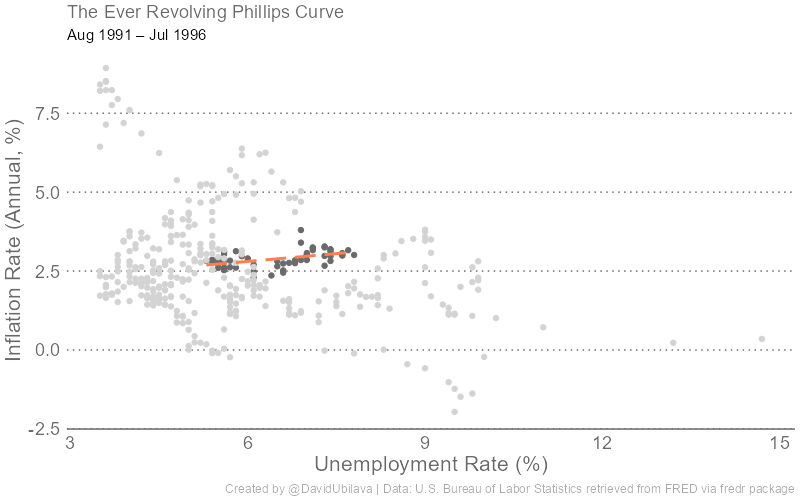 The Ever Revolving Phillips Curve
Aug 1991 – Jul 1996
Inflation Rate (Annual, %)
7.5
5.0
2.5
0.0
-2.5
3 6 9 12 15
Unemployment Rate (%)
Created by @DavidUbilava | Data: U.S. Bureau of Labor Statistics retrieved from FRED via fredr package